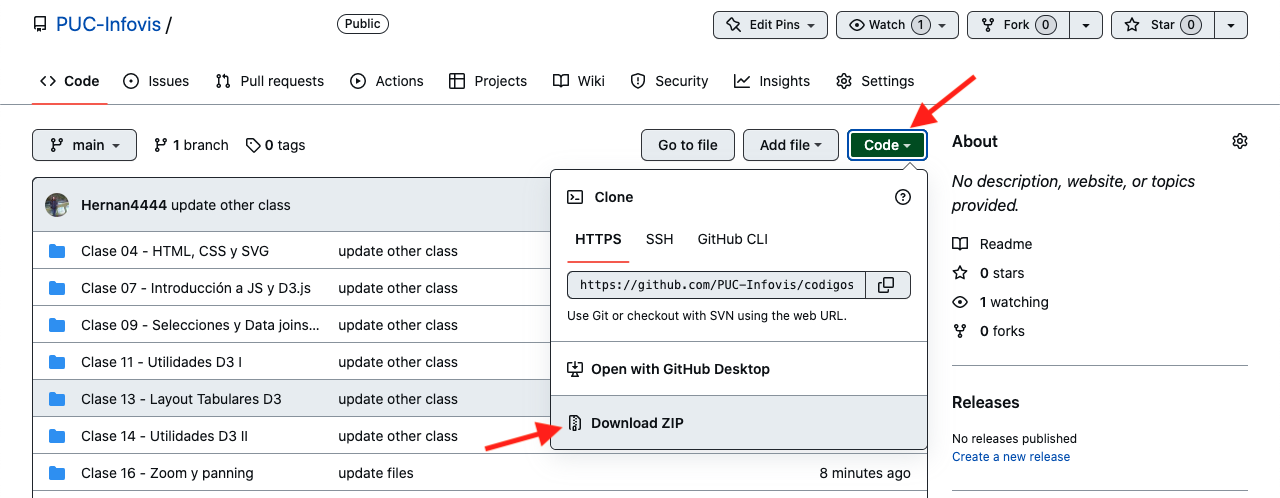 PUC-Infovis / Public Edit Pins Watch 1 Fork 0 Star 0
Code Issues Pull requests Actions Projects Wiki Security Insights Settings
main 1 branch 0 tags Go to file Add file Code
Hernan4444 update other class
Clase 04 - HTML, CSS y SVG update other class
Clase 07 - Introducción a JS y D3.js update other class
Clase 09 - Selecciones y Data joins... update other class
Clase 11 - Utilidades D3 I update other class
Clase 13 - Layout Tabulares D3 update other class
Clase 14 - Utilidades D3 II update other class
Clase 16 - Zoom y panning update files 8 minutes ago
Clone
HTTPS SSH GitHub CLI
https://github.com/PUC-Infovis/codigos
Use Git or checkout with SVN using the web URL.
Open with GitHub Desktop
Download ZIP
About
No description, website, or topics
provided.
Readme
0 stars
1 watching
0 forks
Releases
No releases published
Create a new release